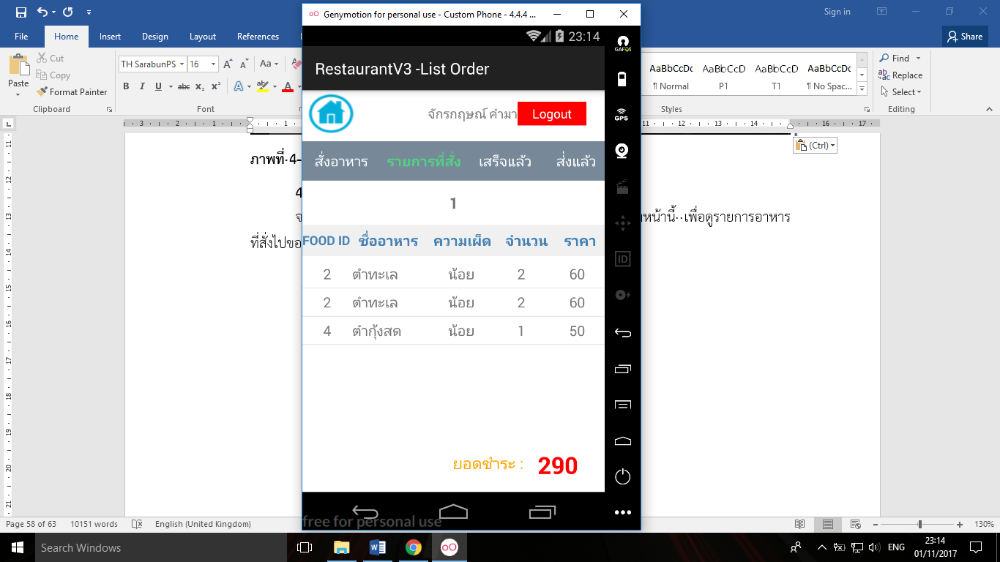 Genymotion for personal use - Custom Phone - 4.4.4 ...
Sign in
File Home Insert Design Layout References
Share
23:14
GAPPS
RestaurantV3 -List Order
Paste
Cut
Copy
Format Painter
Clipboard
TH SarabunPS 16
Font
AaBbCcDc AaBbCcD AaBbCcD AaBbCcDc
¶ Normal P1 T1 ¶ No Spac...
Styles
Find
Replace
Select
Editing
จักรกฤษณ์ คำมา Logout
GPS
(Ctrl)
สั่งอาหาร รายการที่สั่ง เสร็จแล้ว ส่งแล้ว
ภาพที่·4-
1
หน้านี้··เพื่อดูรายการอาหาร
ที่สั่งไปขอ
FOOD ID ชื่ออาหาร ความเผ็ด จำนวน ราคา
ID
2 ตำทะเล น้อย 2 60
2 ตำทะเล น้อย 2 60
4 ตำกุ้งสด น้อย 1 50
ยอดชำระ : 290
free for personal use
Page 58 of 63 10151 words English (United Kingdom) 130%
Search Windows
ENG
23:14
01/11/2017